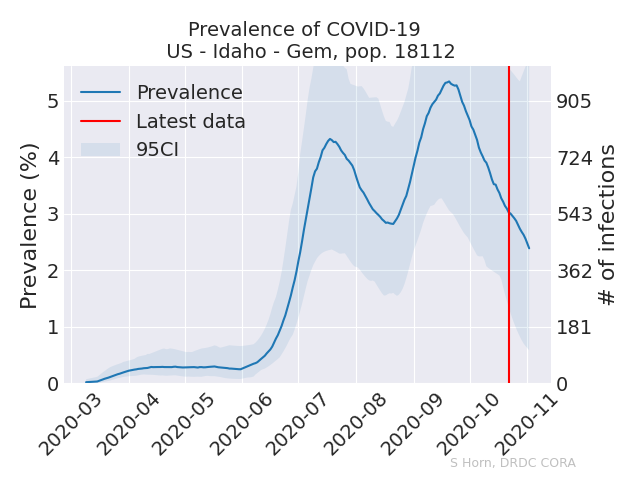 Prevalence of COVID-19
US - Idaho - Gem, pop. 18112
Prevalence
Latest data
95CI
Prevalence (%)
5
4
3
2
1
0
905
724
543
362
181
0
# of infections
2020-03
2020-04
2020-05
2020-06
2020-07
2020-08
2020-09
2020-10
2020-11
S Horn, DRDC CORA